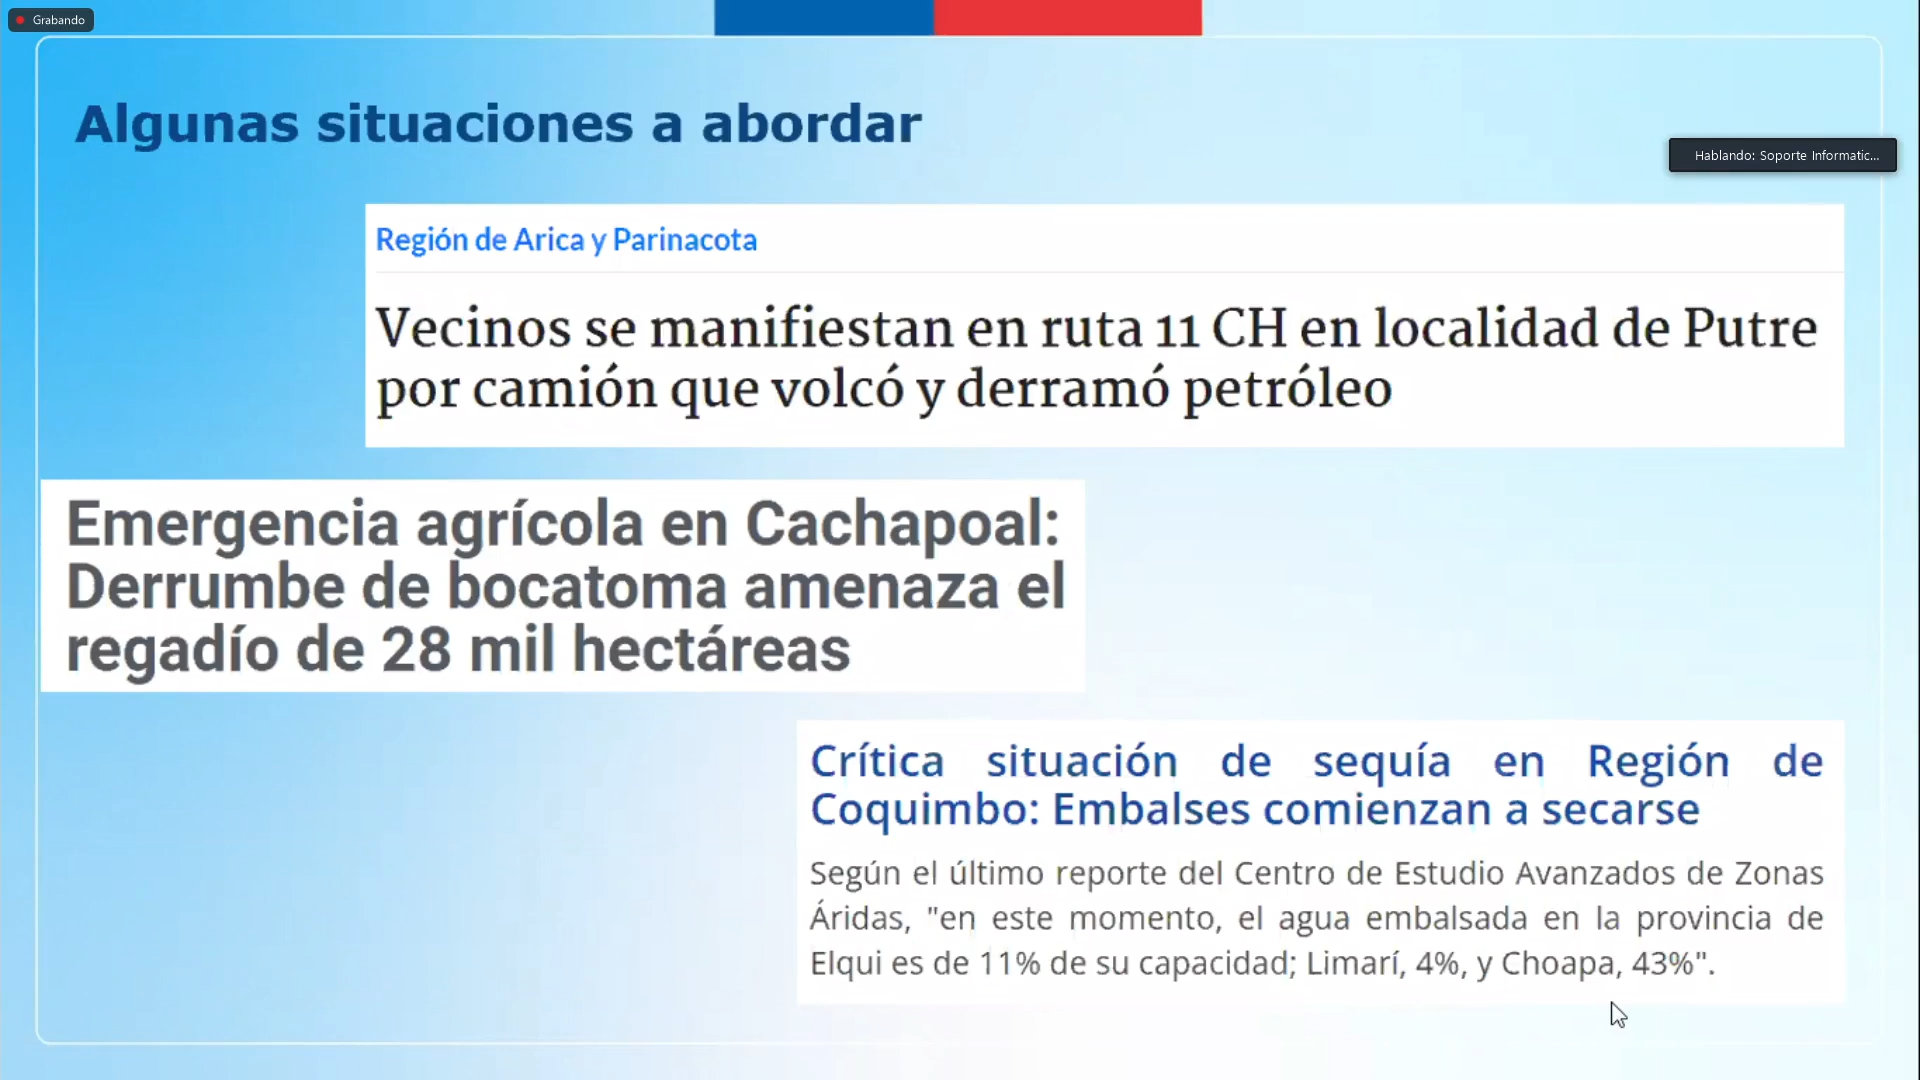 Grabando
Algunas situaciones a abordar
Hablando: Soporte Informatic...
Región de Arica y Parinacota
Vecinos se manifiestan en ruta 11 CH en localidad de Putre
por camión que volcó y derramó petróleo
Emergencia agrícola en Cachapoal:
Derrumbe de bocatoma amenaza el
regadío de 28 mil hectáreas
Crítica situación de sequía en Región de
Coquimbo: Embalses comienzan a secarse
Según el último reporte del Centro de Estudio Avanzados de Zonas
Áridas, "en este momento, el agua embalsada en la provincia de
Elqui es de 11% de su capacidad; Limarí, 4%, y Choapa, 43%".